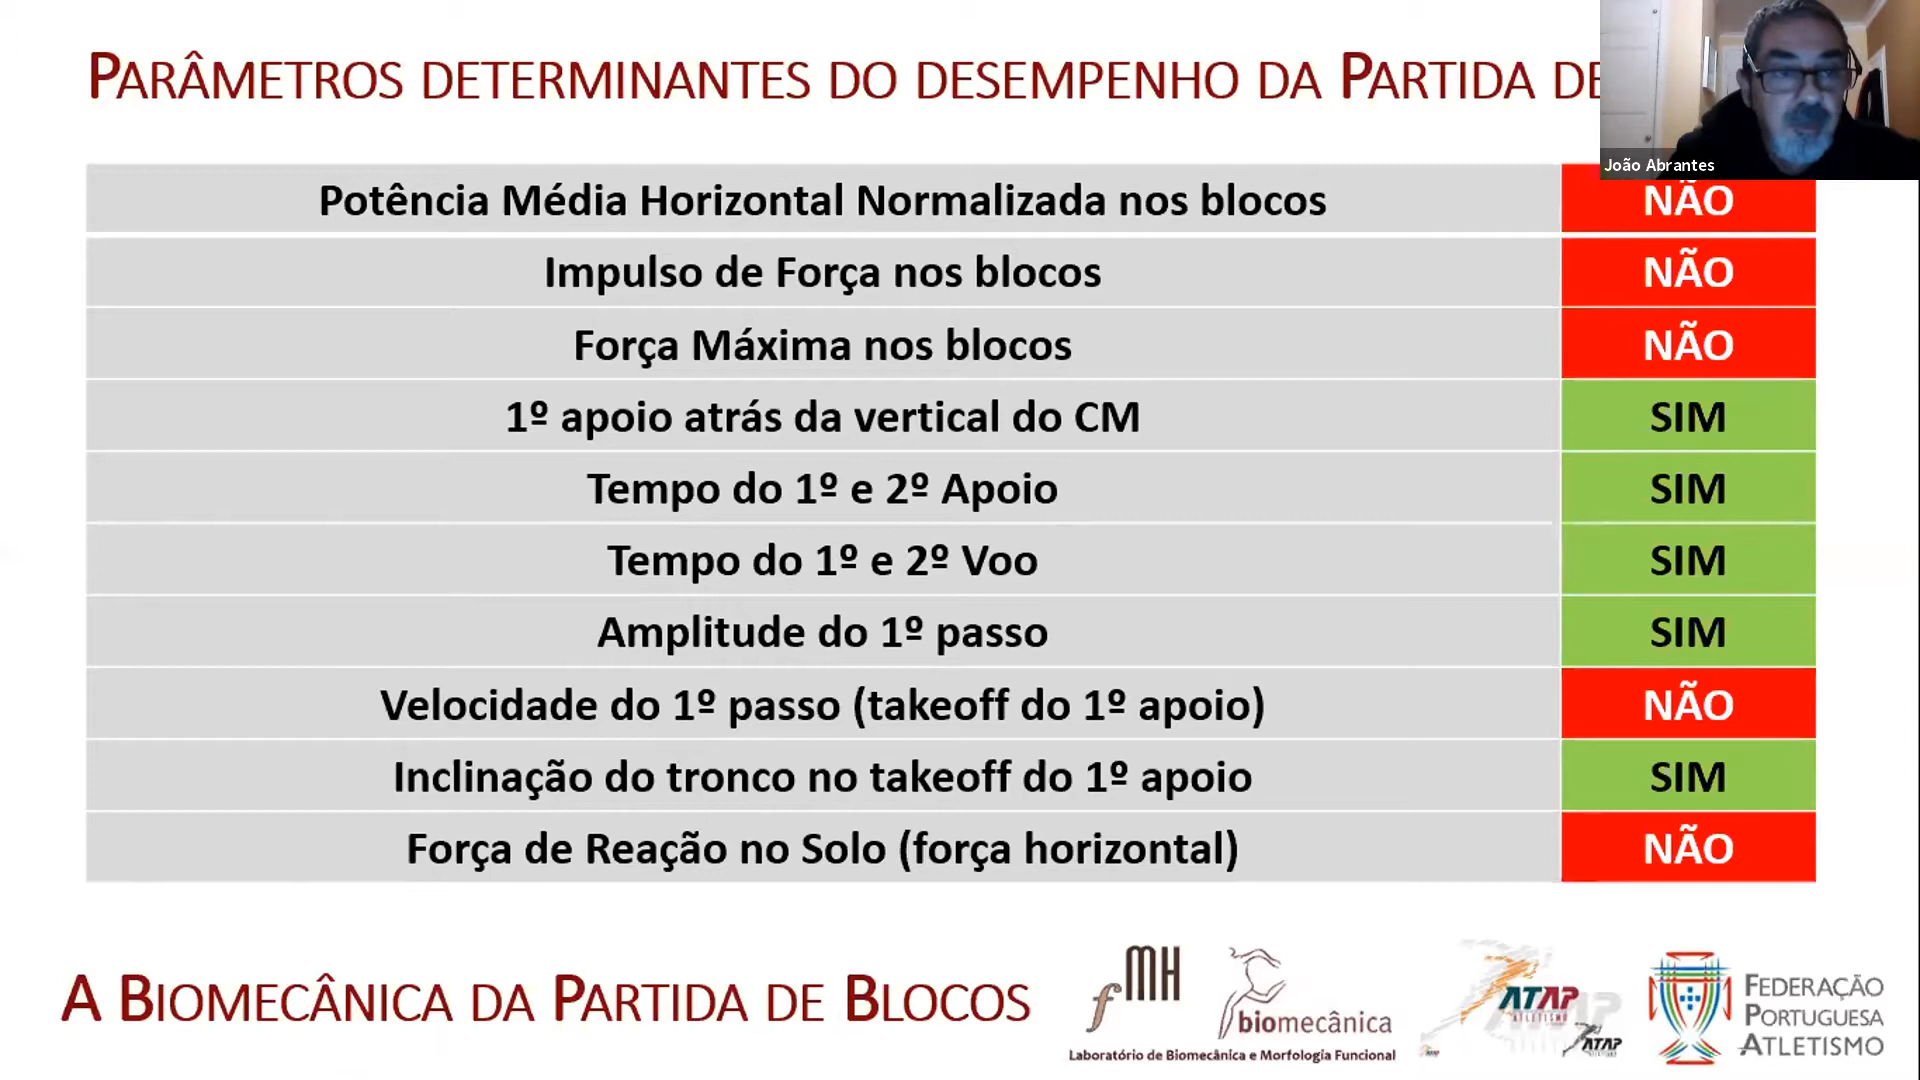 PARÂMETROS DETERMINANTES DO DESEMPENHO DA PARTIDA DE
João Abrantes
Potência Média Horizontal Normalizada nos blocos NÃO
Impulso de Força nos blocos NÃO
Força Máxima nos blocos NÃO
1º apoio atrás da vertical do CM SIM
Tempo do 1º e 2º Apoio SIM
Tempo do 1º e 2º Voo SIM
Amplitude do 1º passo SIM
Velocidade do 1º passo (takeoff do 1º apoio) NÃO
Inclinação do tronco no takeoff do 1º apoio SIM
Força de Reação no Solo (força horizontal) NÃO
A BIOMECÂNICA DA PARTIDA DE BLOCOS
fMH
biomecânica
Laboratório de Biomecânica e Morfologia Funcional
ATAP
ATLETISMO
ATAP
FEDERAÇÃO
PORTUGUESA
ATLETISMO